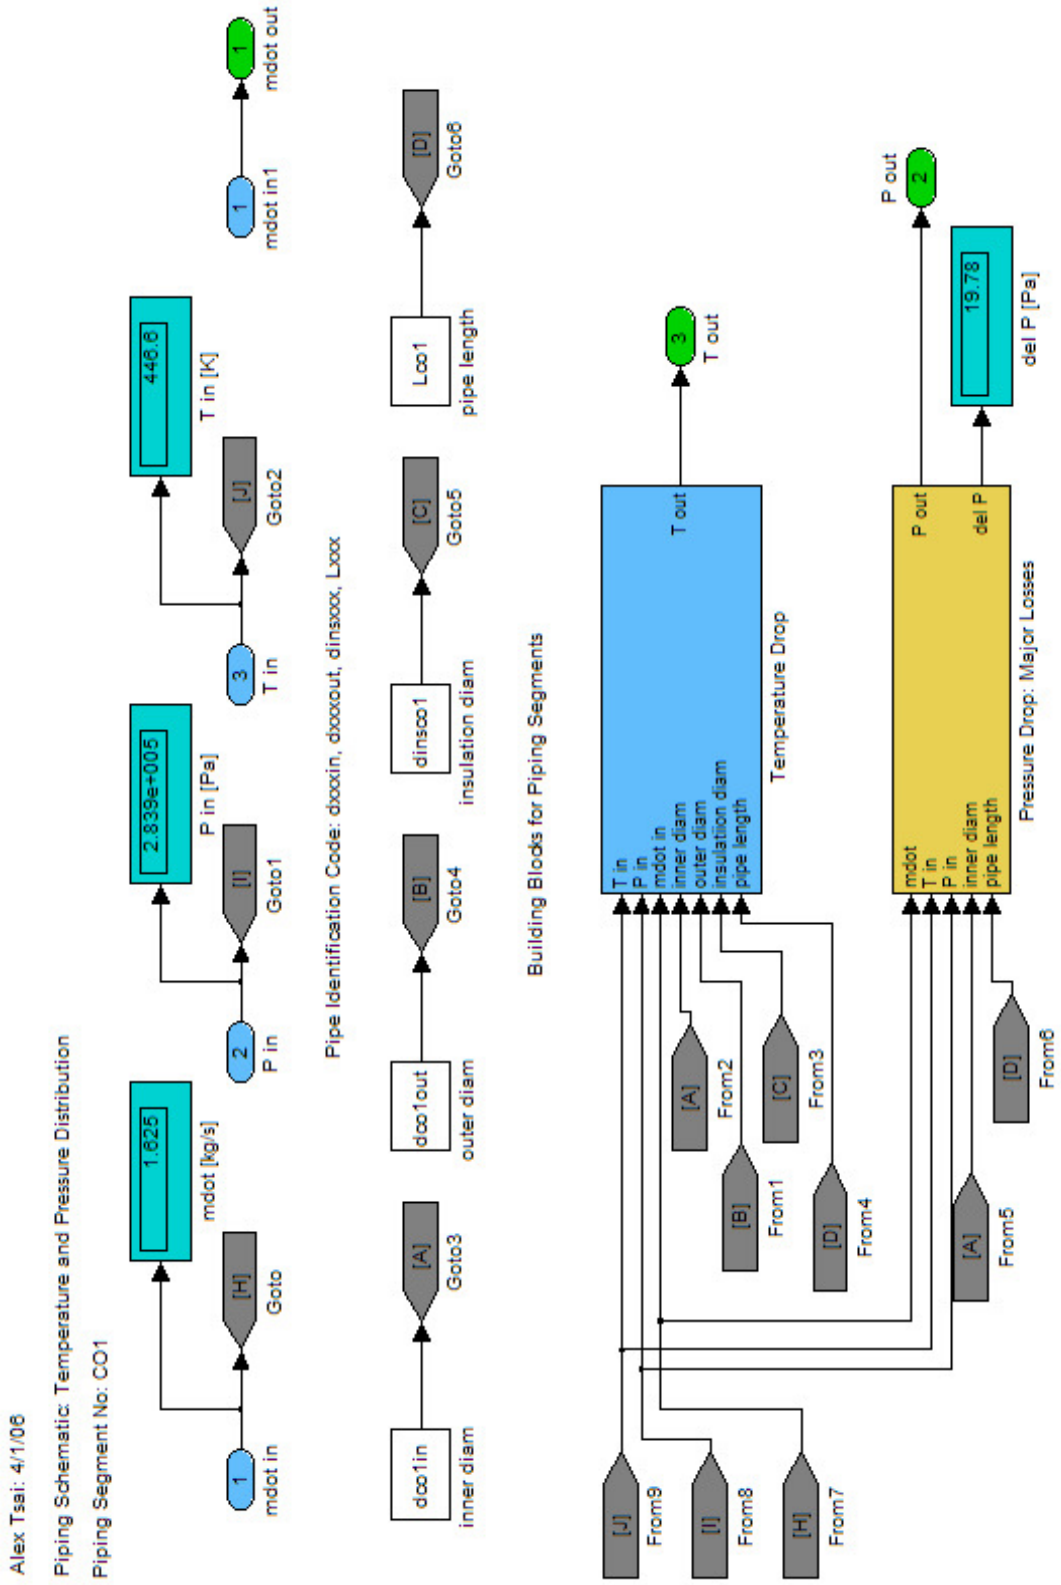 Alex Tsai: 4/1/06
Piping Schematic: Temperature and Pressure Distribution
Piping Segment No: CO1
1
mdot in
[H]
Goto
1.625
mdot [kg/s]
2
P in
[I]
Goto1
2.839e+005
P in [Pa]
3
T in
[J]
Goto2
446.6
T in [K]
1
mdot in1
1
mdot out
Pipe Identification Code: dxxxin, dxxxout, dinsxxx, Lxxx
dco1in
inner diam
[A]
Goto3
dco1out
outer diam
[B]
Goto4
dinsco1
insulation diam
[C]
Goto5
Lco1
pipe length
[D]
Goto6
Building Blocks for Piping Segments
[J]
From9
[I]
From8
[H]
From7
[A]
From2
[B]
From1
[C]
From3
[D]
From4
T in
P in
mdot in
inner diam
outer diam
insulatiion diam
pipe length
T out
Temperature Drop
3
T out
[A]
From5
[D]
From6
mdot
T in
P in
inner diam
pipe length
P out
del P
Pressure Drop: Major Losses
P out
2
19.78
del P [Pa]